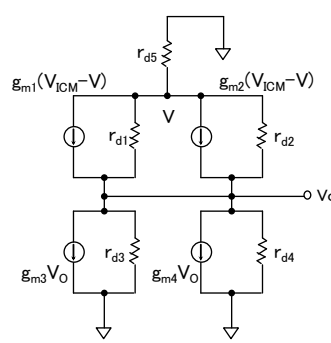 r_d5
g_m1(V_ICM-V)
g_m2(V_ICM-V)
V
r_d1
r_d2
V_O
g_m3V_O
r_d3
g_m4V_O
r_d4